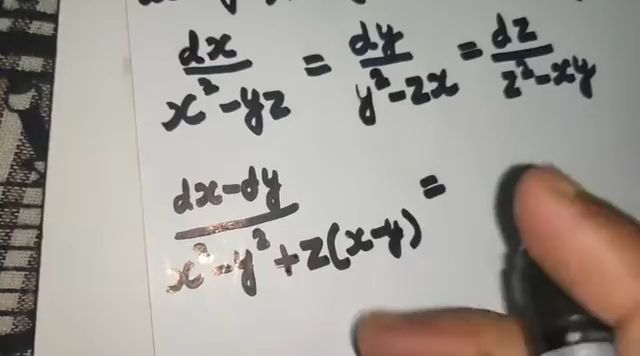 dx/(x²-yz) = dy/(y²-zx) = dz/(z²-xy)
(dx-dy)/(x²-y²+z(x-y)) =